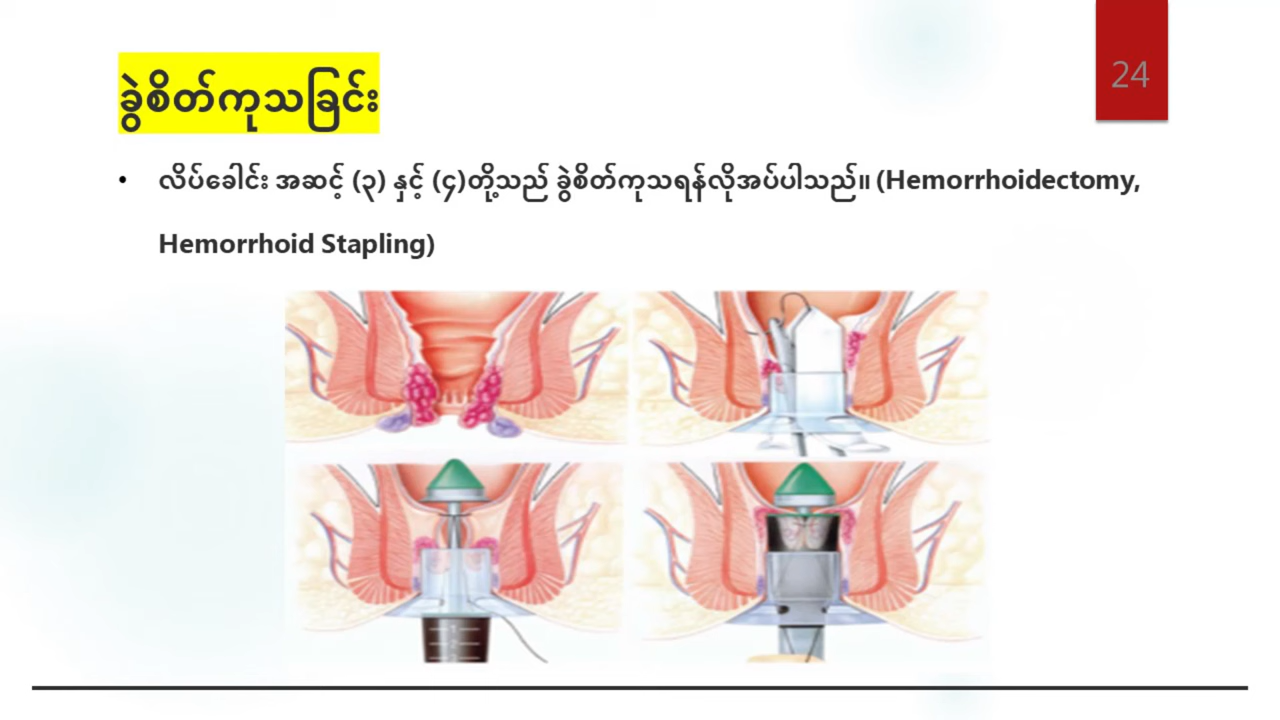 24
ခွဲစိတ်ကုသခြင်း
• လိပ်ခေါင်း အဆင့် (၃) နှင့် (၄)တို့သည် ခွဲစိတ်ကုသရန်လိုအပ်ပါသည်။ (Hemorrhoidectomy,
Hemorrhoid Stapling)